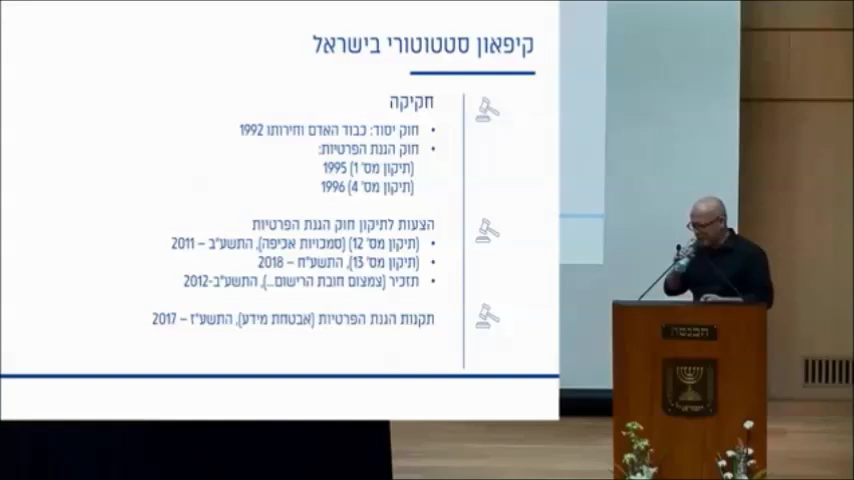 קיפאון סטטוטורי בישראל
חקיקה
• חוק יסוד: כבוד האדם וחירותו 1992
• חוק הגנת הפרטיות:
(תיקון מס' 1) 1995
(תיקון מס' 4) 1996
הצעות לתיקון חוק הגנת הפרטיות
• (תיקון מס' 12) (סמכויות אכיפה), התשע"ב – 2011
• (תיקון מס' 13), התשע"ח – 2018
• תזכיר (צמצום חובת הרישום...), התשע"ב-2012
תקנות הגנת הפרטיות (אבטחת מידע), התשע"ז – 2017
הכנסת
ישראל